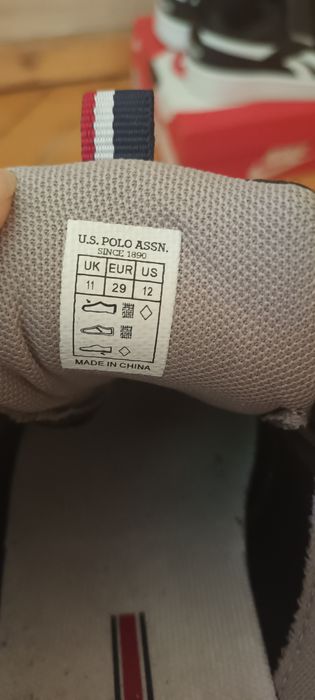 U.S. POLO ASSN.
SINCE 1890
UK EUR US
11 29 12
MADE IN CHINA